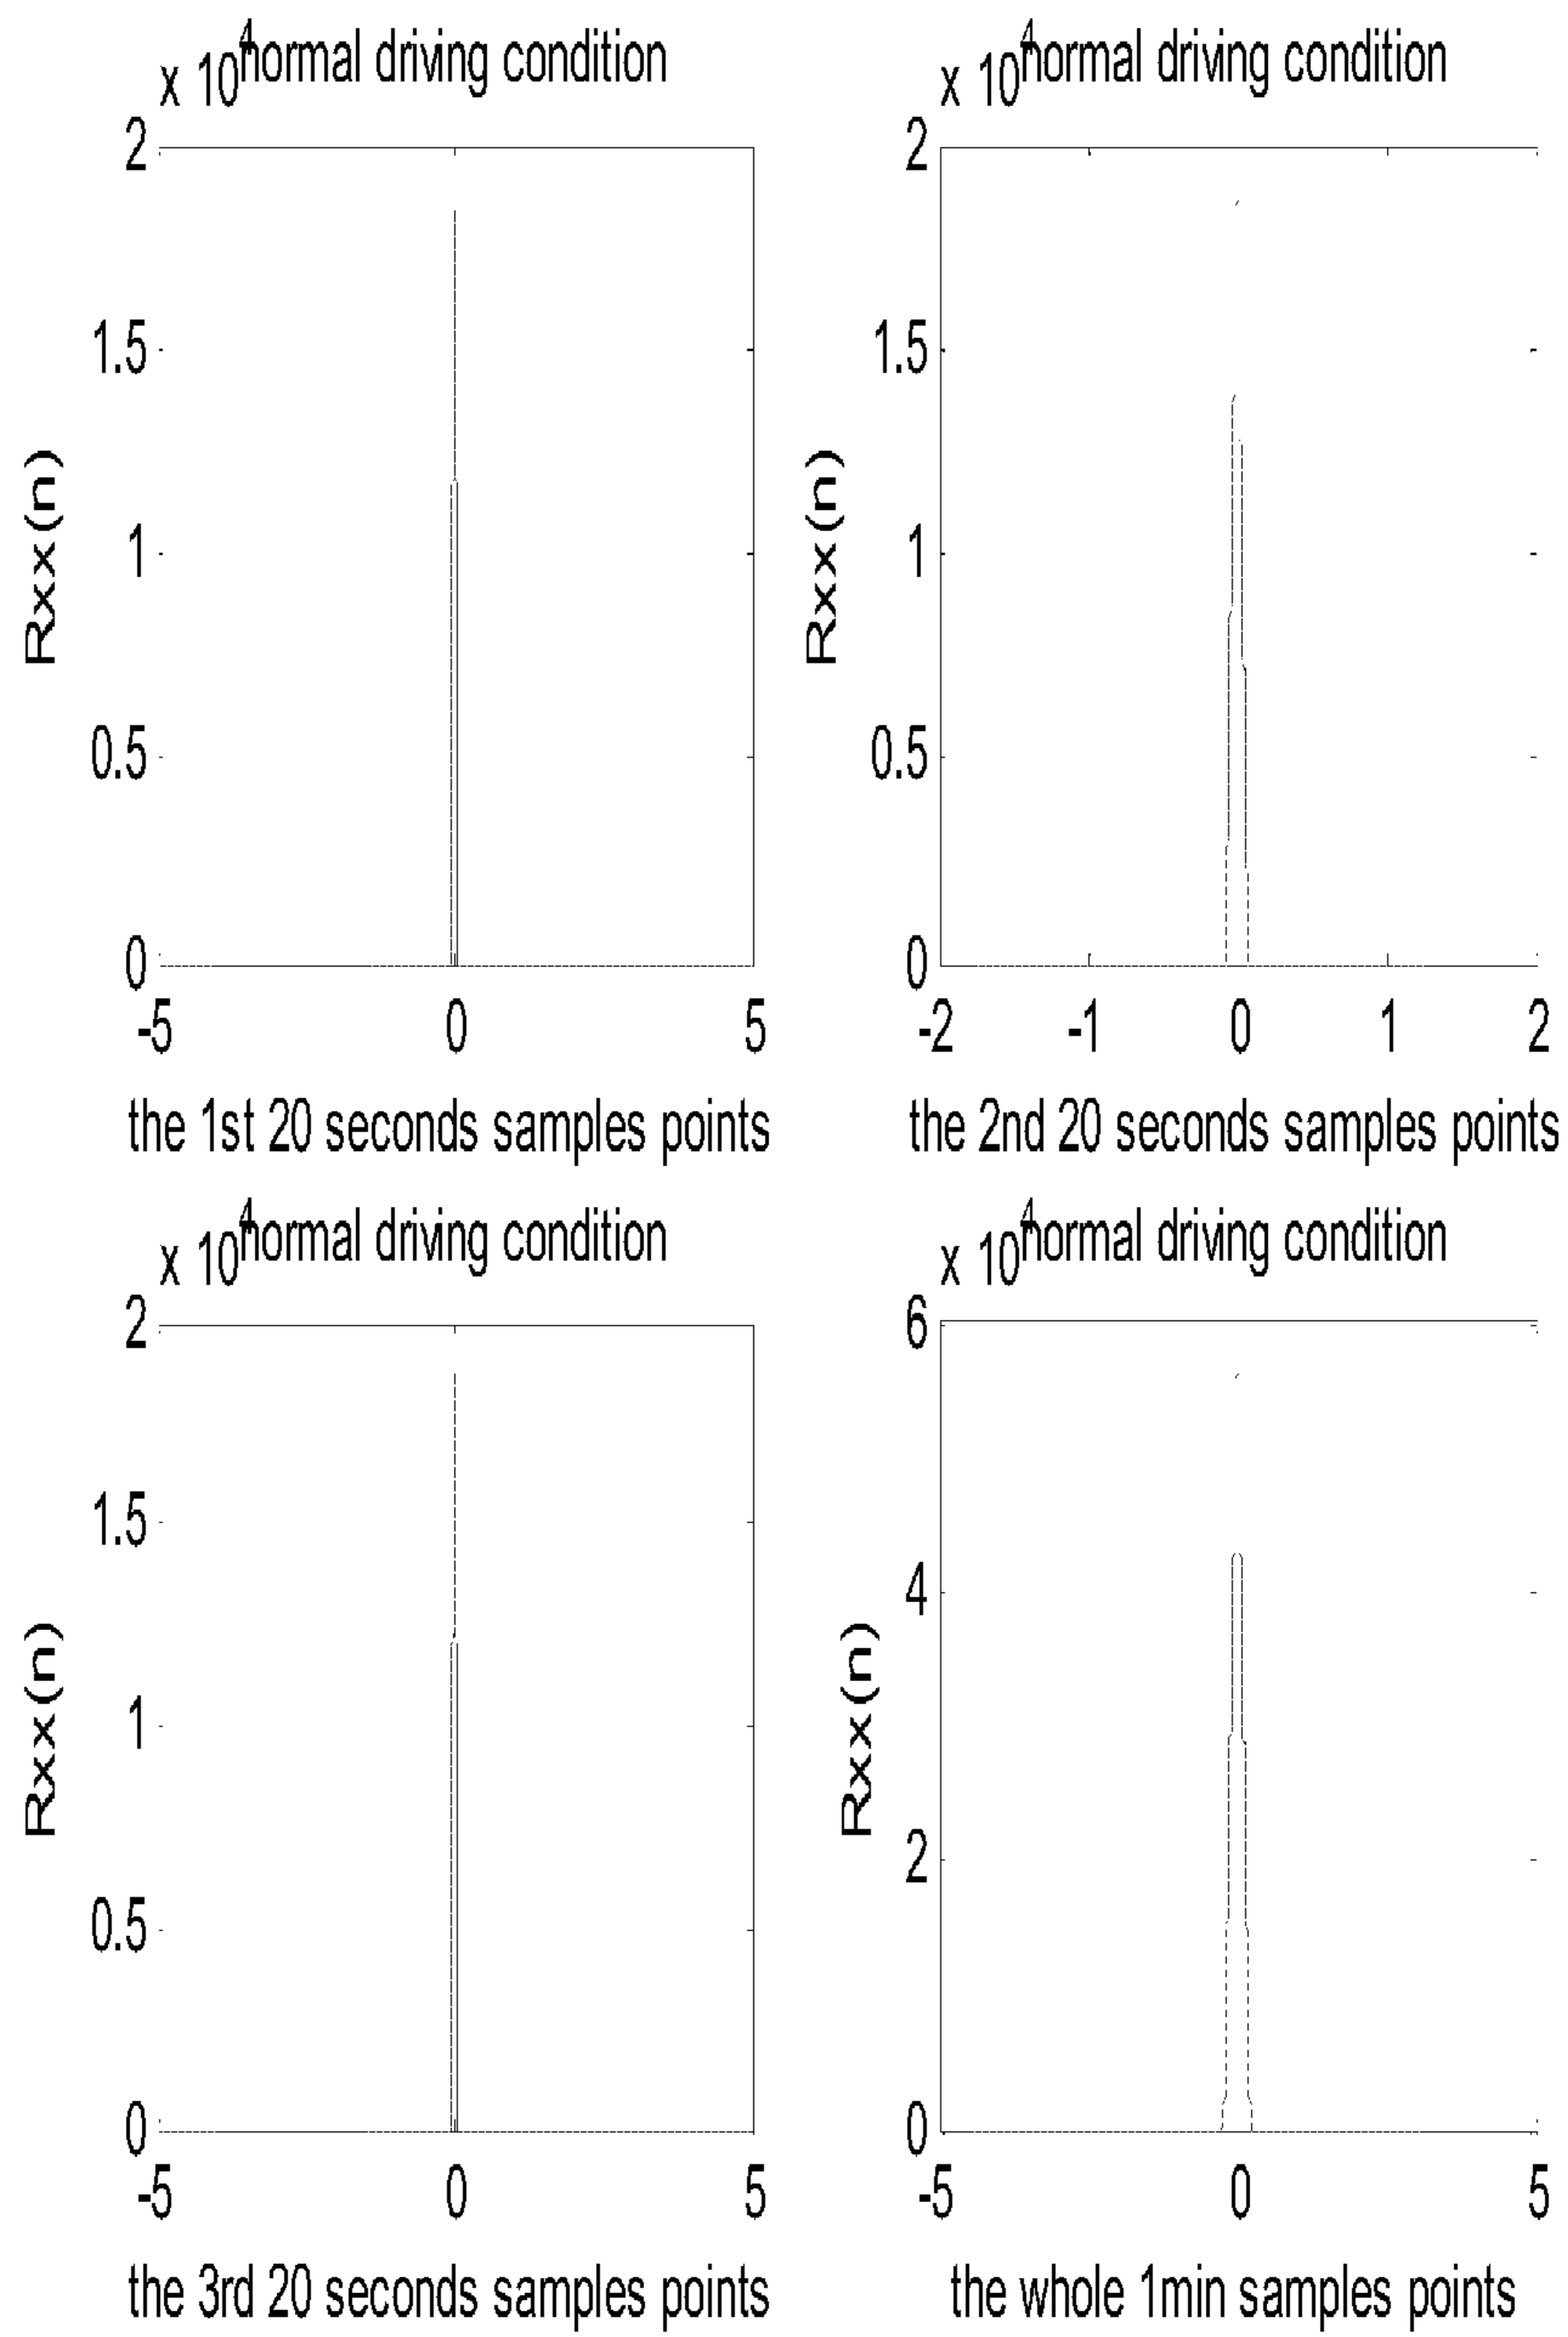 x 10^4 normal driving condition
2
1.5
1
0.5
0
Rxx(n)
-5 0 5
the 1st 20 seconds samples points
x 10^4 normal driving condition
2
1.5
1
0.5
0
Rxx(n)
-2 -1 0 1 2
the 2nd 20 seconds samples points
x 10^4 normal driving condition
2
1.5
1
0.5
0
Rxx(n)
-5 0 5
the 3rd 20 seconds samples points
x 10^4 normal driving condition
6
4
2
0
Rxx(n)
-5 0 5
the whole 1min samples points